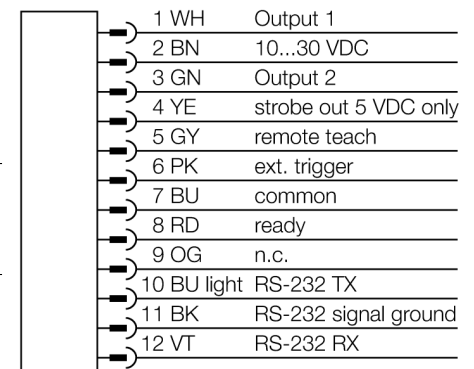 1 WH Output 1
2 BN 10...30 VDC
3 GN Output 2
4 YE strobe out 5 VDC only
5 GY remote teach
6 PK ext. trigger
7 BU common
8 RD ready
9 OG n.c.
10 BU light RS-232 TX
11 BK RS-232 signal ground
12 VT RS-232 RX